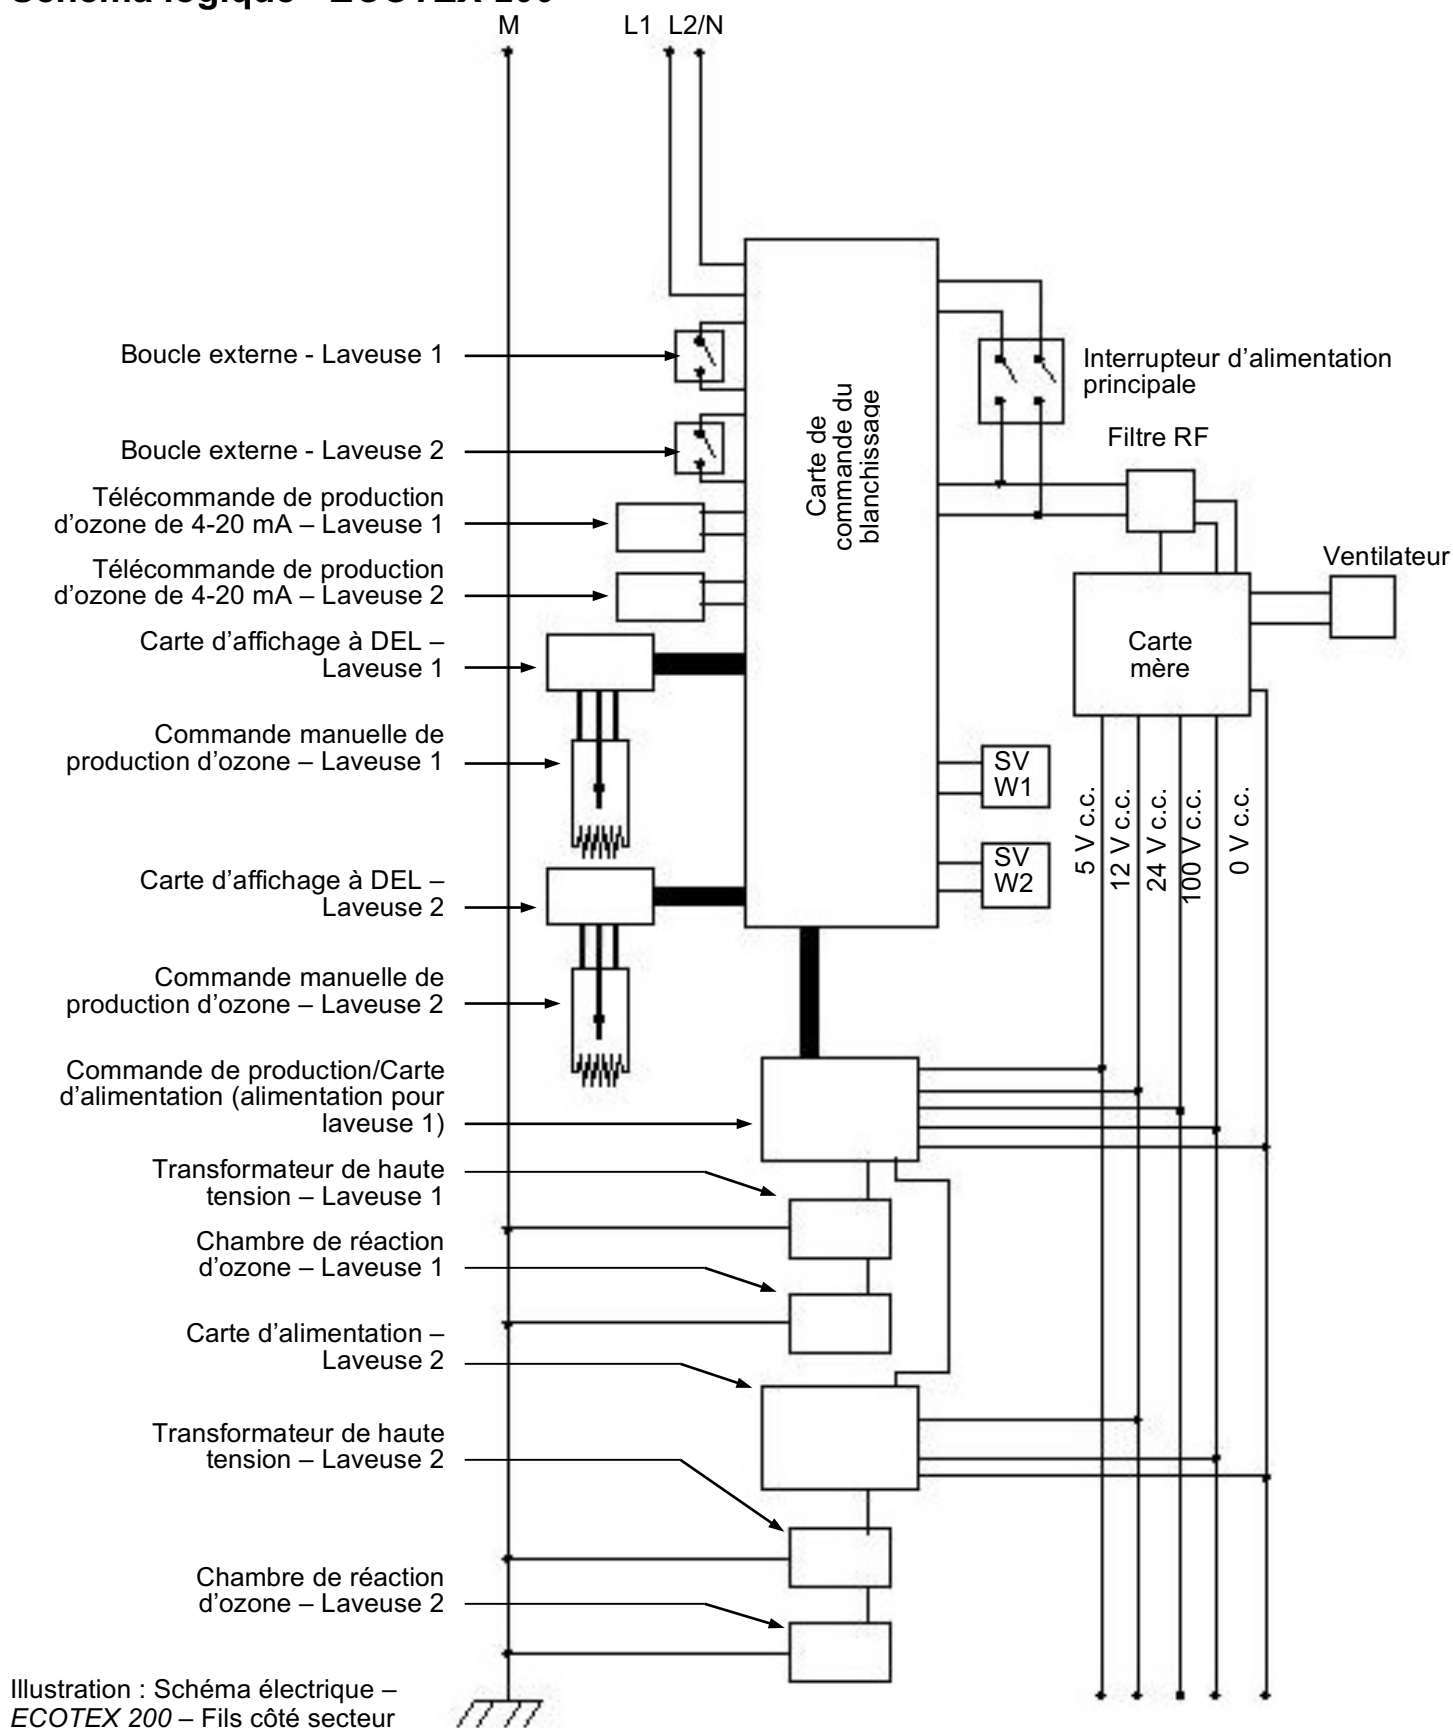 Schéma logique - ECOTEX 200
M
L1 L2/N
Boucle externe - Laveuse 1
Boucle externe - Laveuse 2
Télécommande de production
d’ozone de 4-20 mA – Laveuse 1
Télécommande de production
d’ozone de 4-20 mA – Laveuse 2
Carte d’affichage à DEL –
Laveuse 1
Commande manuelle de
production d’ozone – Laveuse 1
Carte d’affichage à DEL –
Laveuse 2
Commande manuelle de
production d’ozone – Laveuse 2
Commande de production/Carte
d’alimentation (alimentation pour
laveuse 1)
Transformateur de haute
tension – Laveuse 1
Chambre de réaction
d’ozone – Laveuse 1
Carte d’alimentation –
Laveuse 2
Transformateur de haute
tension – Laveuse 2
Chambre de réaction
d’ozone – Laveuse 2
Carte de
commande du
blanchissage
Interrupteur d’alimentation
principale
Filtre RF
Ventilateur
Carte
mère
SV
W1
SV
W2
5 V c.c.
12 V c.c.
24 V c.c.
100 V c.c.
0 V c.c.
Illustration : Schéma électrique –
ECOTEX 200 – Fils côté secteur